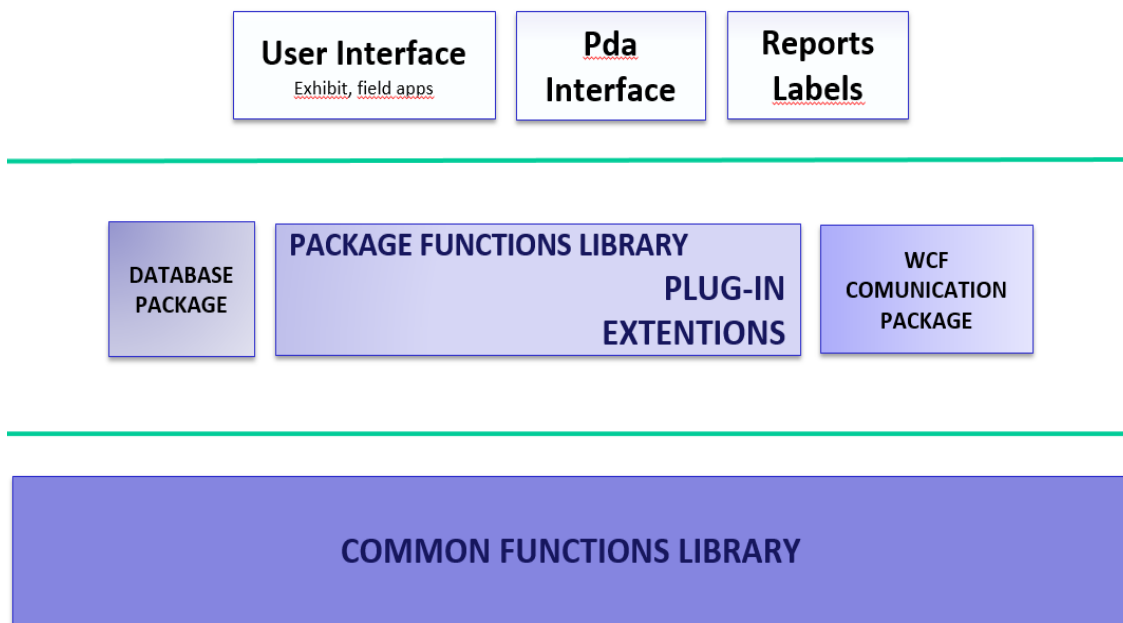 User Interface
Exhibit, field apps
Pda
Interface
Reports
Labels
DATABASE
PACKAGE
PACKAGE FUNCTIONS LIBRARY
PLUG-IN
EXTENTIONS
WCF
COMUNICATION
PACKAGE
COMMON FUNCTIONS LIBRARY